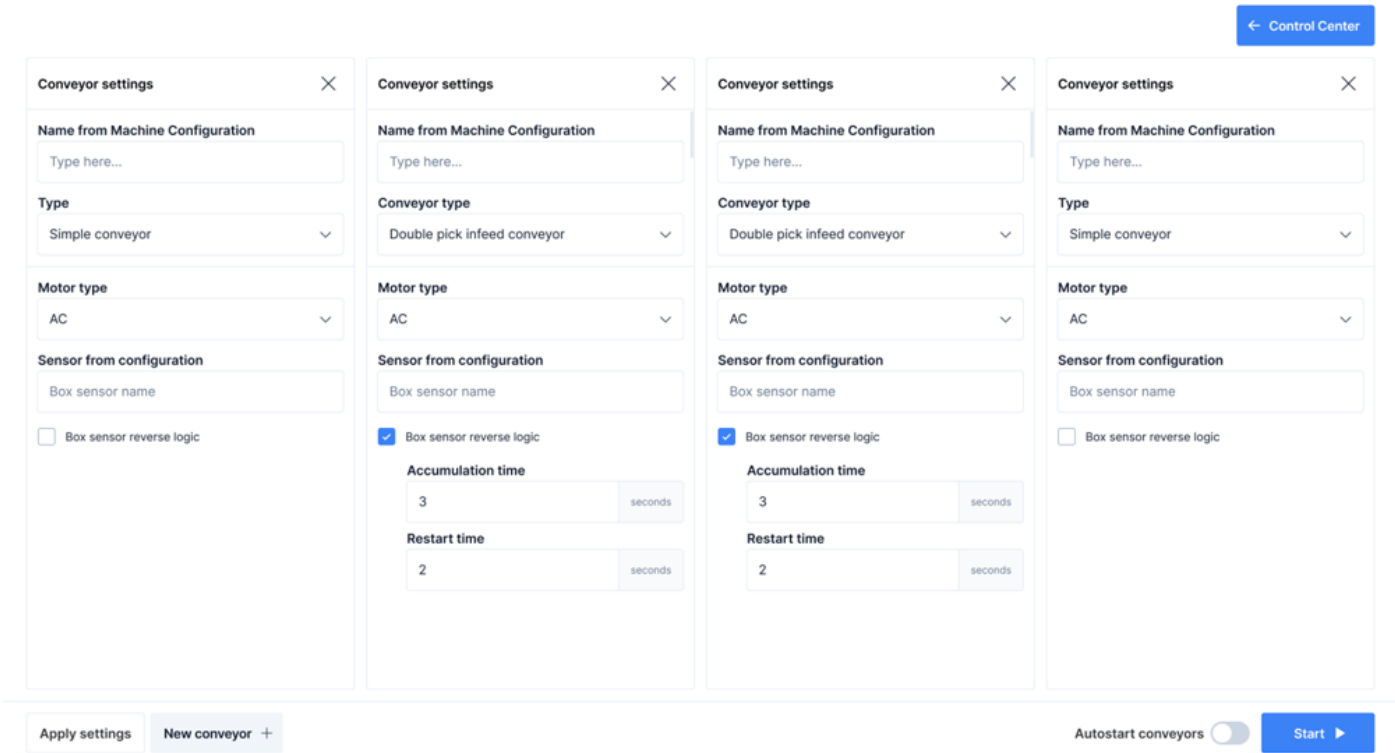 ← Control Center
Conveyor settings
Name from Machine Configuration
Type here...
Type
Simple conveyor
Motor type
AC
Sensor from configuration
Box sensor name
Box sensor reverse logic
Conveyor settings
Name from Machine Configuration
Type here...
Conveyor type
Double pick infeed conveyor
Motor type
AC
Sensor from configuration
Box sensor name
Box sensor reverse logic
Accumulation time
3 seconds
Restart time
2 seconds
Conveyor settings
Name from Machine Configuration
Type here...
Conveyor type
Double pick infeed conveyor
Motor type
AC
Sensor from configuration
Box sensor name
Box sensor reverse logic
Accumulation time
3 seconds
Restart time
2 seconds
Conveyor settings
Name from Machine Configuration
Type here...
Type
Simple conveyor
Motor type
AC
Sensor from configuration
Box sensor name
Box sensor reverse logic
Apply settings
New conveyor +
Autostart conveyors
Start